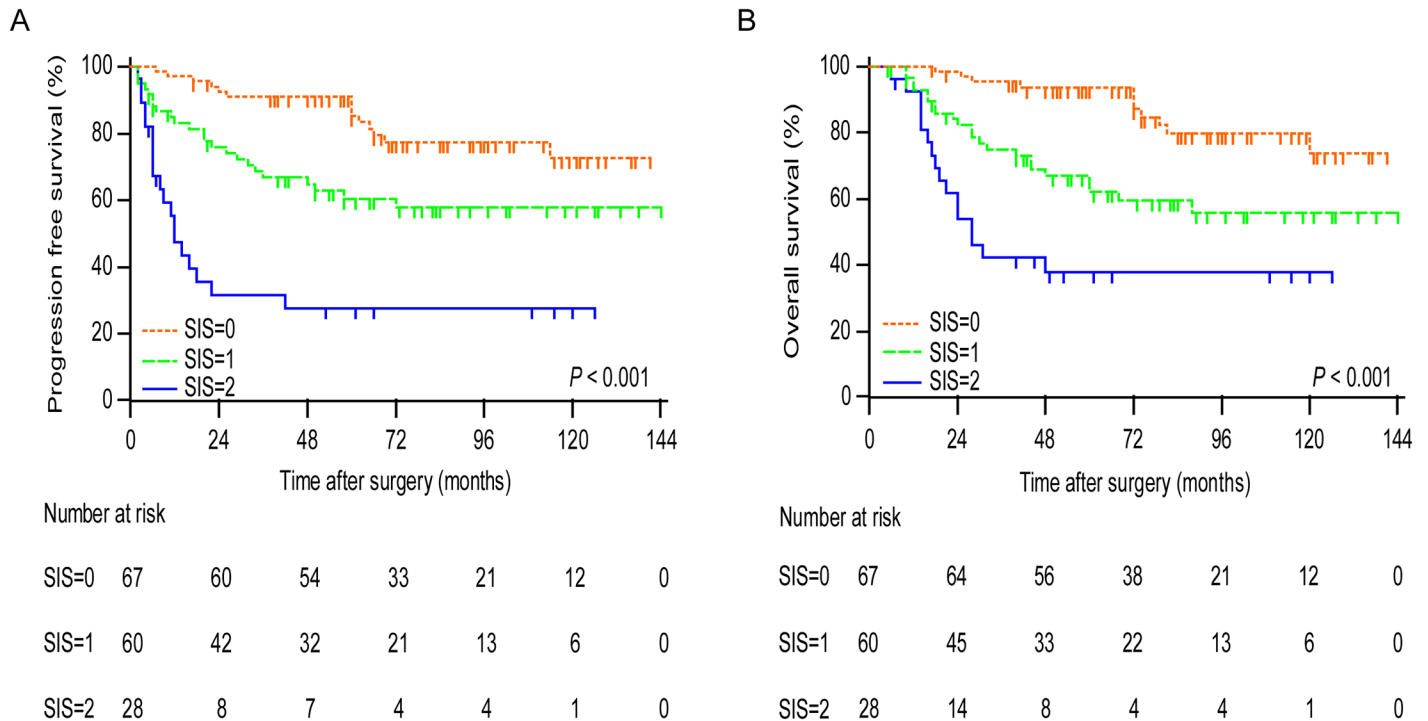 A
Progression free survival (%)
100
80
60
40
20
0
SIS=0
SIS=1
SIS=2
P < 0.001
0 24 48 72 96 120 144
Time after surgery (months)
Number at risk
SIS=0 67 60 54 33 21 12 0
SIS=1 60 42 32 21 13 6 0
SIS=2 28 8 7 4 4 1 0
B
Overall survival (%)
100
80
60
40
20
0
SIS=0
SIS=1
SIS=2
P < 0.001
0 24 48 72 96 120 144
Time after surgery (months)
Number at risk
SIS=0 67 64 56 38 21 12 0
SIS=1 60 45 33 22 13 6 0
SIS=2 28 14 8 4 4 1 0